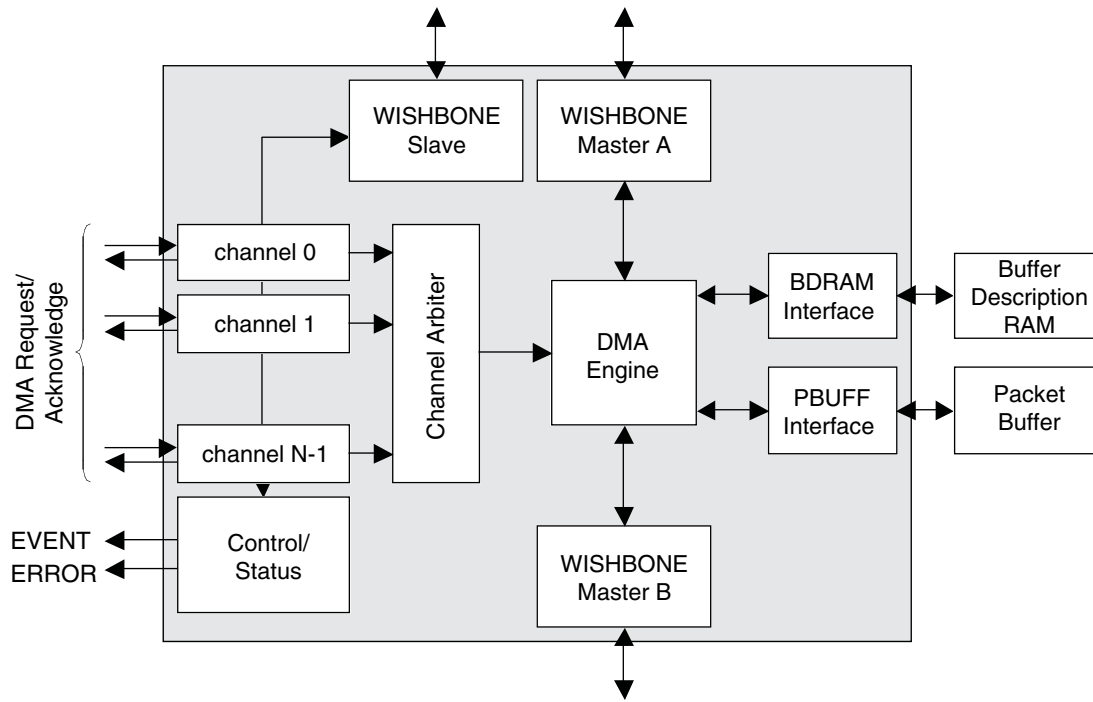 WISHBONE
Slave
WISHBONE
Master A
DMA Request/
Acknowledge
channel 0
channel 1
channel N-1
Channel Arbiter
DMA
Engine
BDRAM
Interface
Buffer
Description
RAM
PBUFF
Interface
Packet
Buffer
EVENT
ERROR
Control/
Status
WISHBONE
Master B